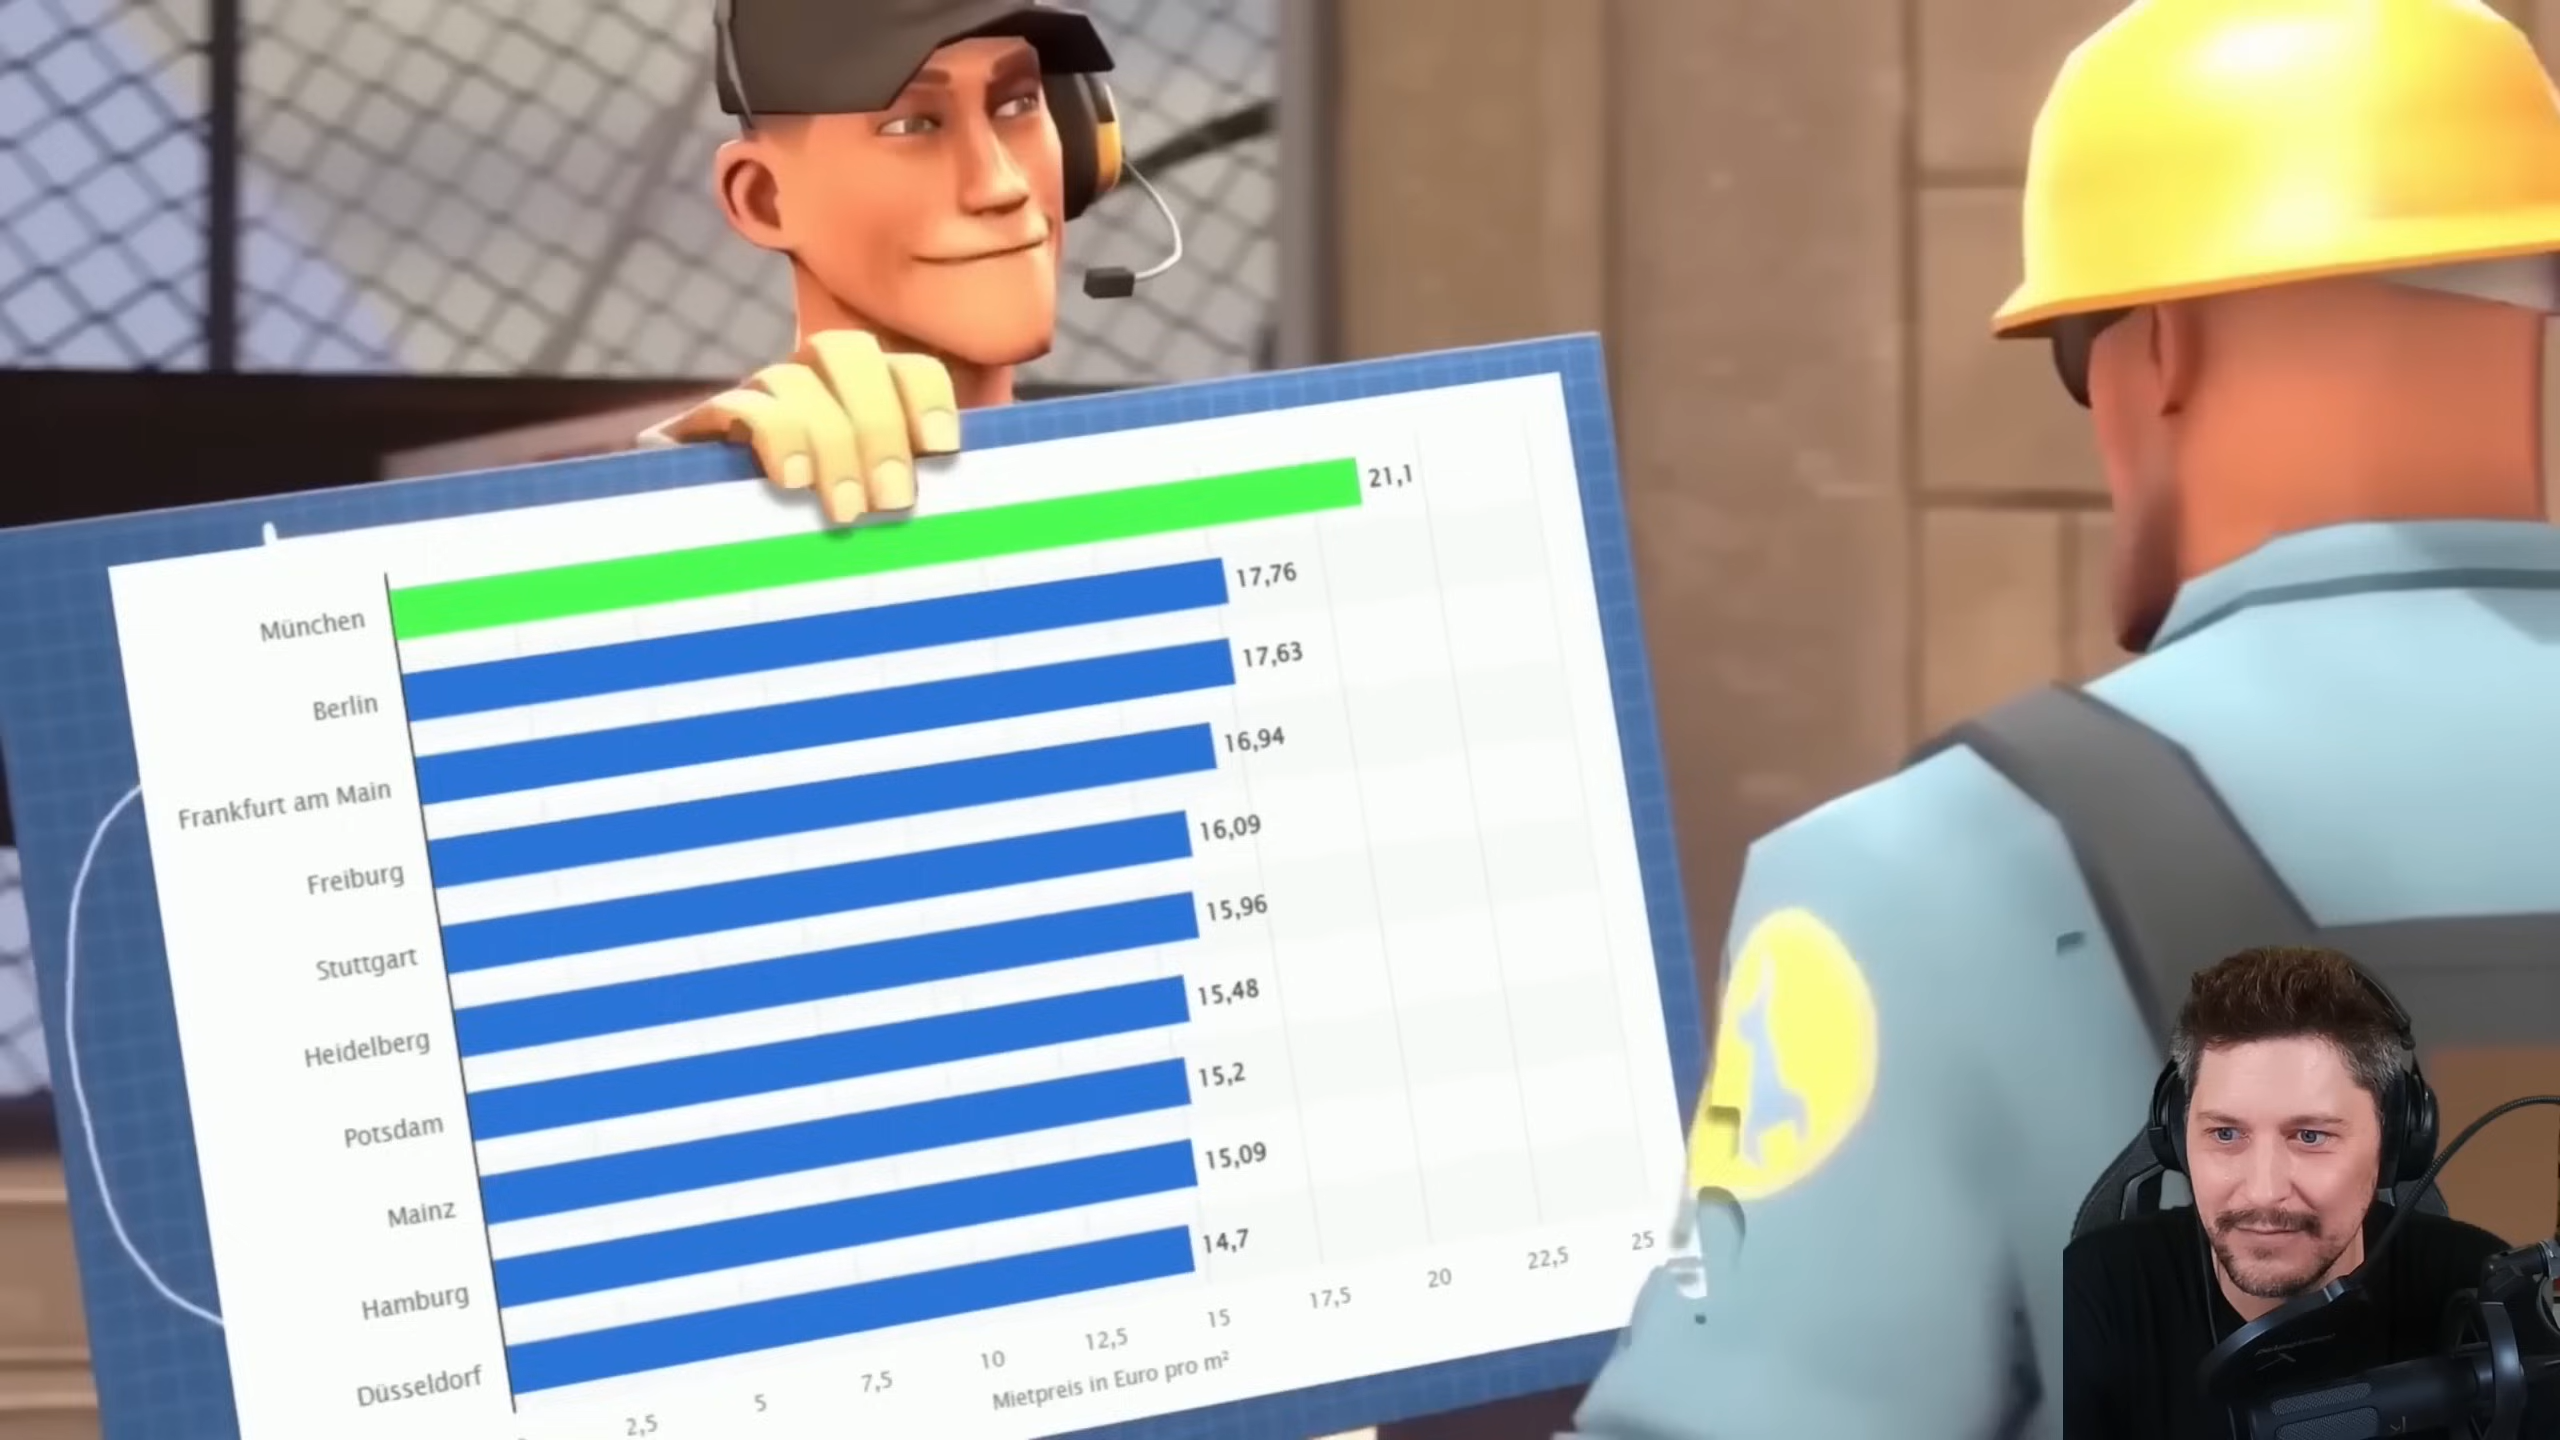 München 21,1
Berlin 17,76
Frankfurt am Main 17,63
Freiburg 16,94
Stuttgart 16,09
Heidelberg 15,96
Potsdam 15,48
Mainz 15,2
Hamburg 15,09
Düsseldorf 14,7
2,5 5 7,5 10 12,5 15 17,5 20 22,5 25
Mietpreis in Euro pro m²